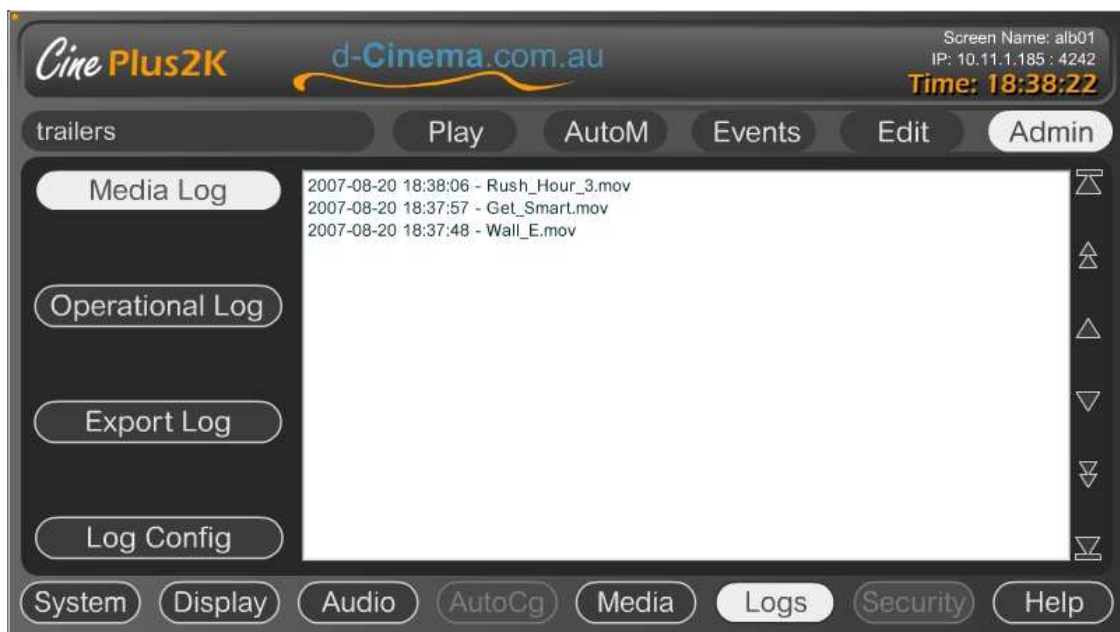 Cine Plus2K
d-Cinema.com.au
Screen Name: alb01
IP: 10.11.1.185 : 4242
Time: 18:38:22
trailers
Play
AutoM
Events
Edit
Admin
Media Log
Operational Log
Export Log
Log Config
2007-08-20 18:38:06 - Rush_Hour_3.mov
2007-08-20 18:37:57 - Get_Smart.mov
2007-08-20 18:37:48 - Wall_E.mov
System
Display
Audio
AutoCg
Media
Logs
Security
Help